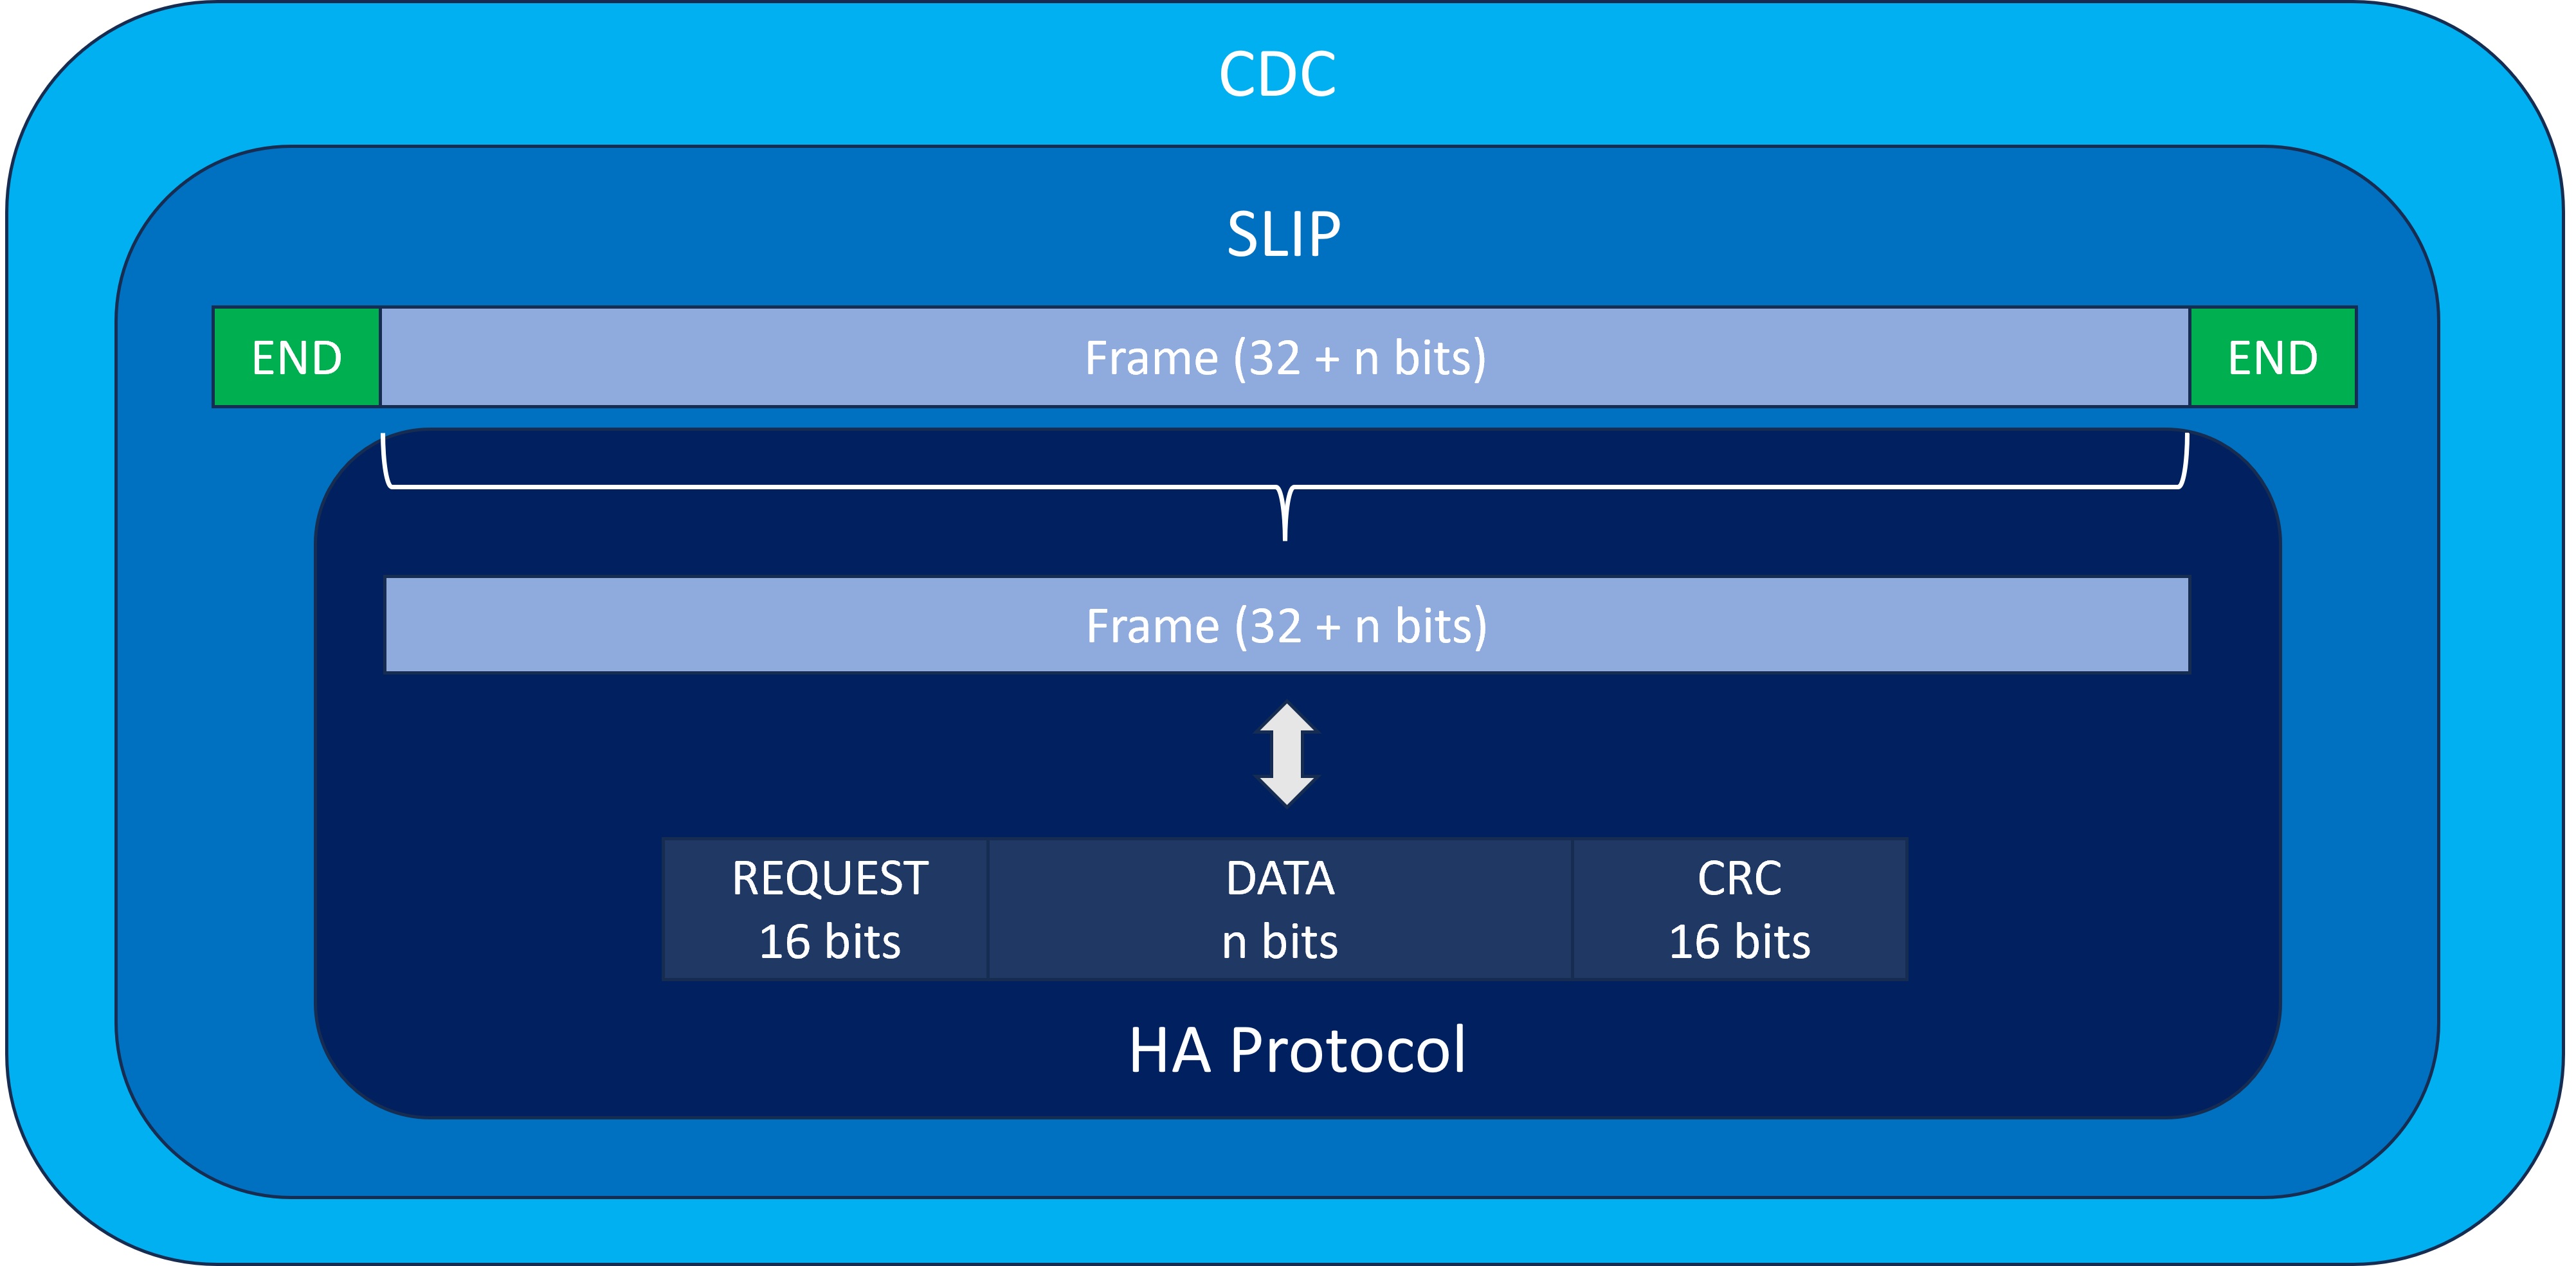 CDC
SLIP
END
Frame (32 + n bits)
END
Frame (32 + n bits)
REQUEST
16 bits
DATA
n bits
CRC
16 bits
HA Protocol